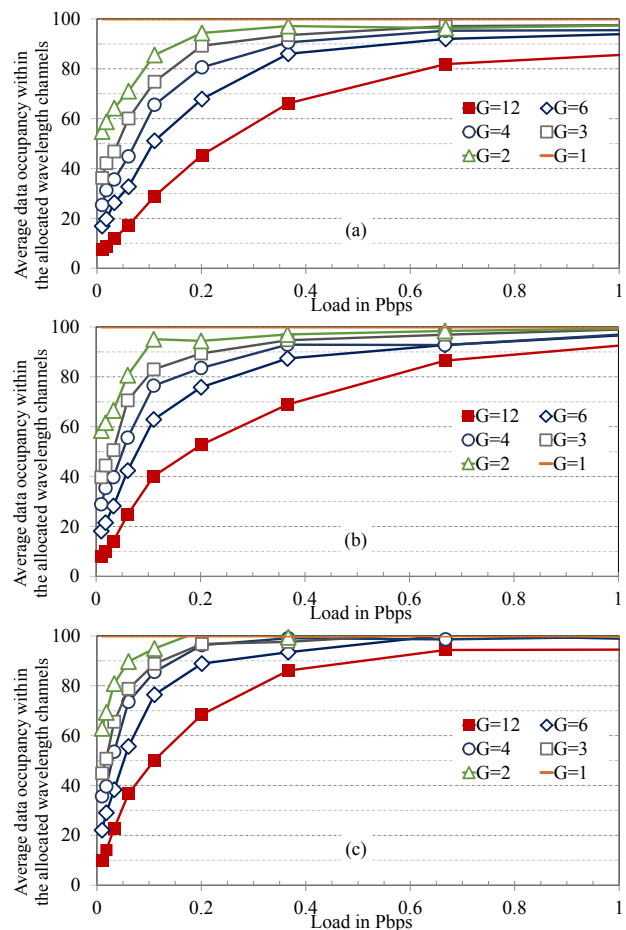 Average data occupancy within
the allocated wavelength channels
100
80
60
40
20
0
G=12 G=6
G=4 G=3
G=2 G=1
(a)
0 0.2 0.4 0.6 0.8 1
Load in Pbps
Average data occupancy within
the allocated wavelength channels
100
80
60
40
20
0
G=12 G=6
G=4 G=3
G=2 G=1
(b)
0 0.2 0.4 0.6 0.8 1
Load in Pbps
Average data occupancy within
the allocated wavelength channels
100
80
60
40
20
0
G=12 G=6
G=4 G=3
G=2 G=1
(c)
0 0.2 0.4 0.6 0.8 1
Load in Pbps